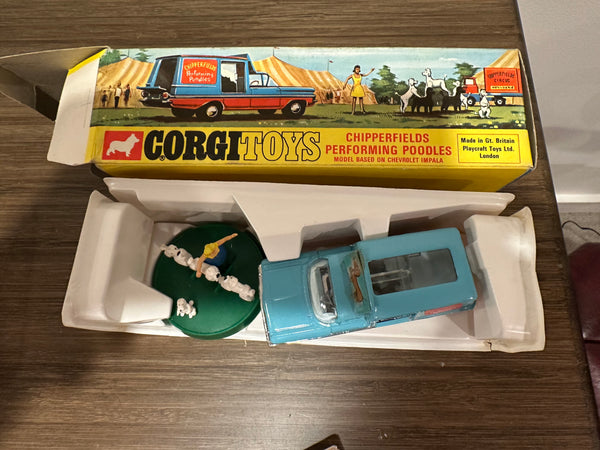 CHIPPERFIELDS
Performing
Poodles
CHIPPERFIELDS
CIRCUS
CORGI TOYS
CHIPPERFIELDS
PERFORMING POODLES
MODEL BASED ON CHEVROLET IMPALA
Made in Gt. Britain
Playcraft Toys Ltd.
London